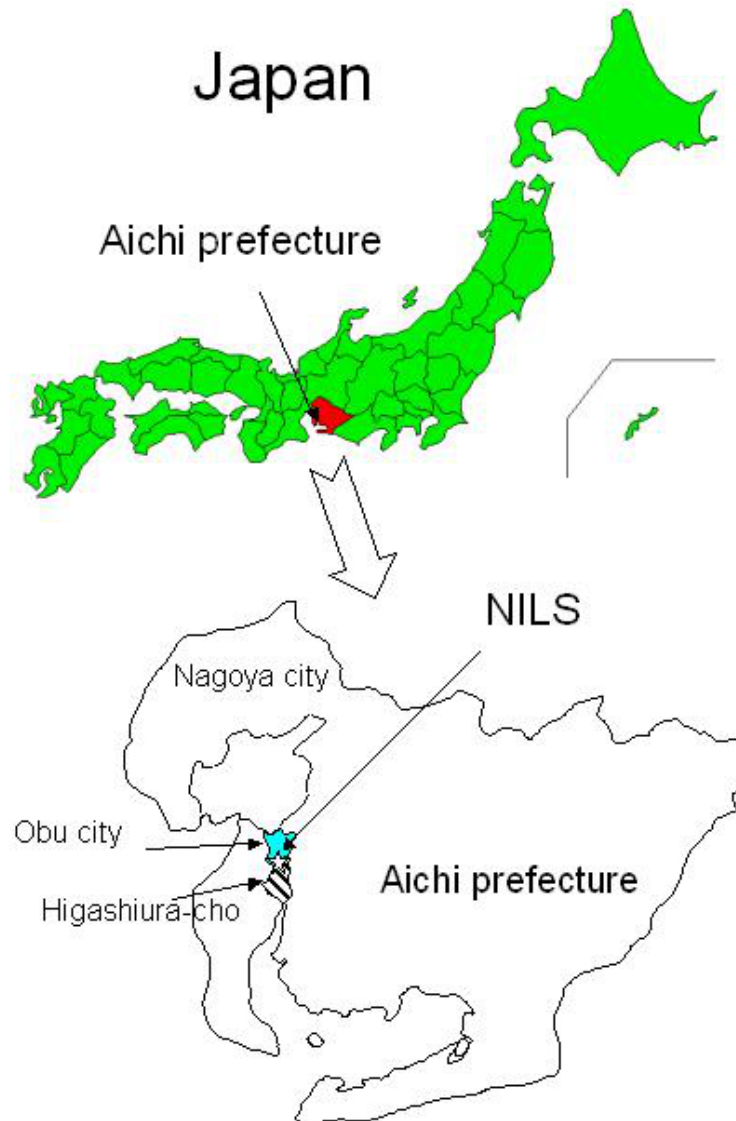 Japan
Aichi prefecture
NILS
Nagoya city
Obu city
Aichi prefecture
Higashiura-cho